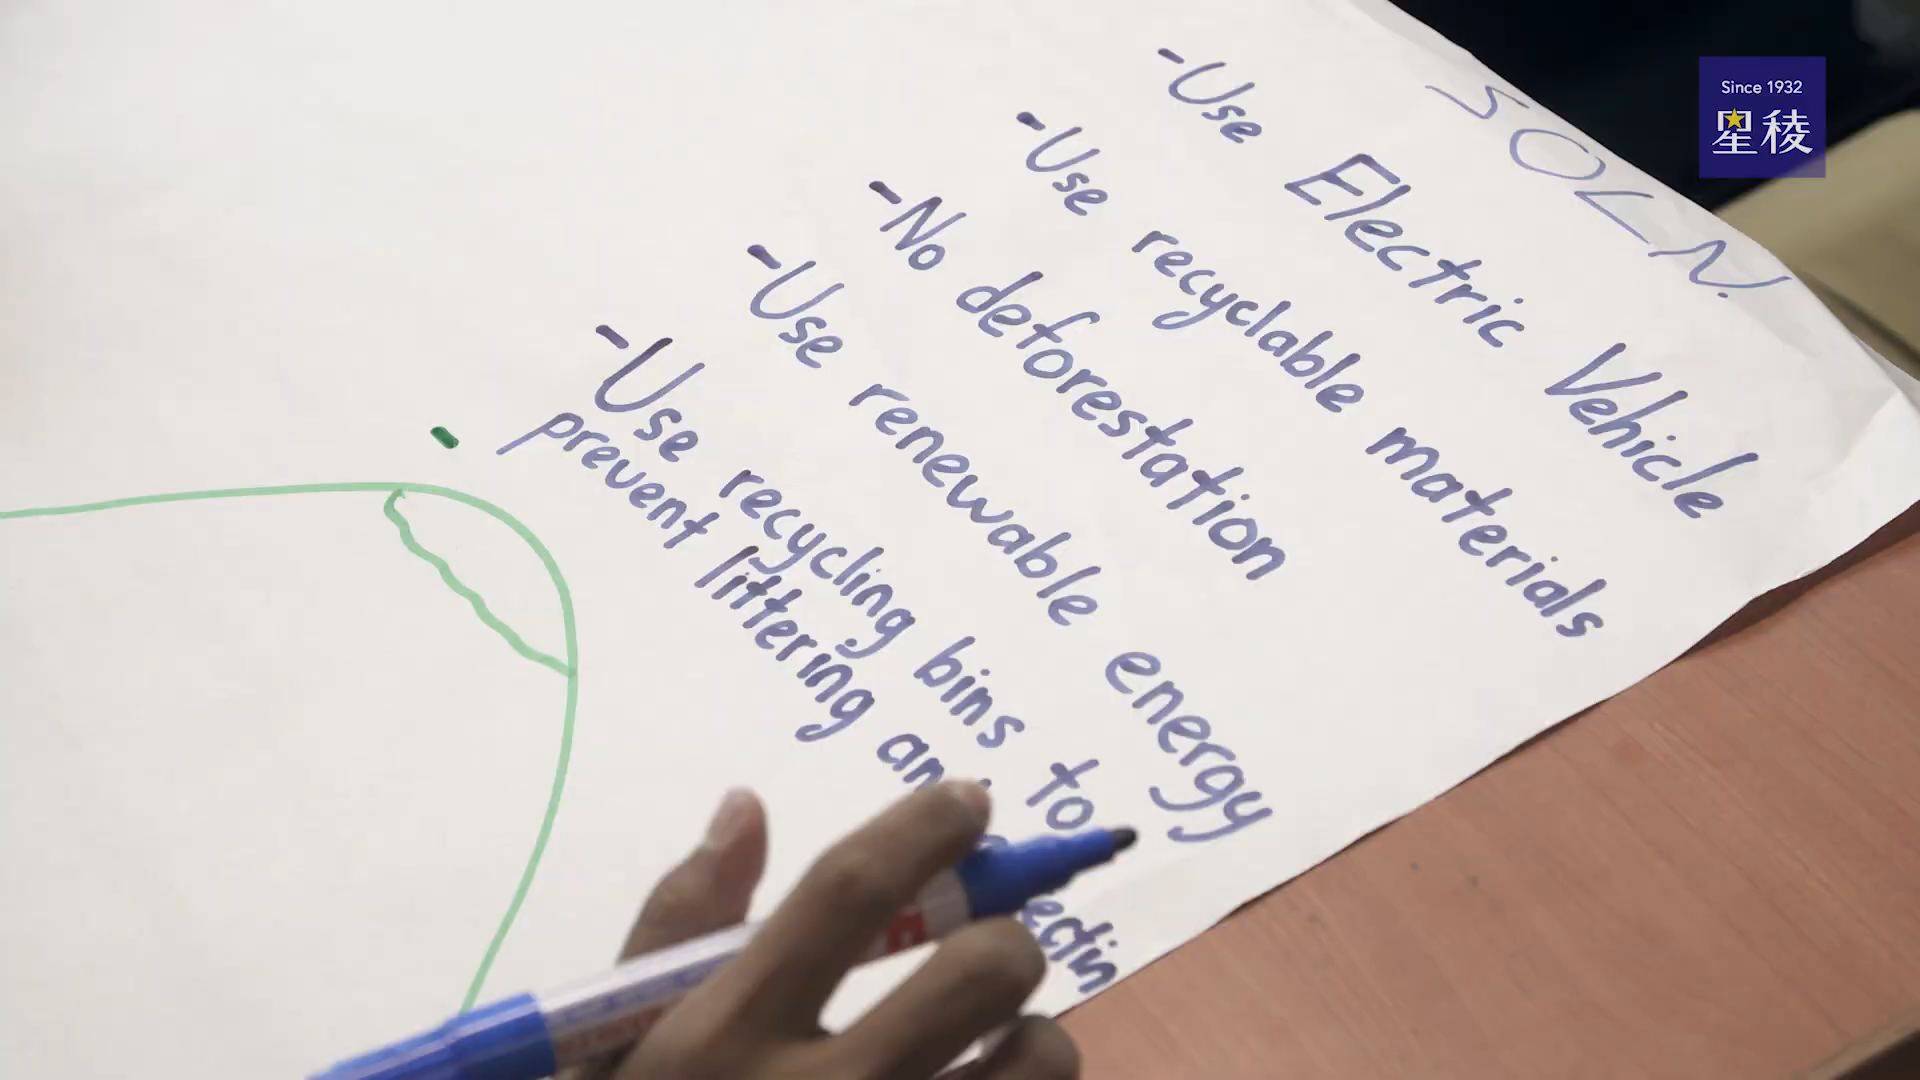 SOLN.
-Use Electric Vehicle
-Use recyclable materials
-No deforestation
-Use renewable energy
-Use recycling bins to
prevent littering
-
Since 1932
星稜